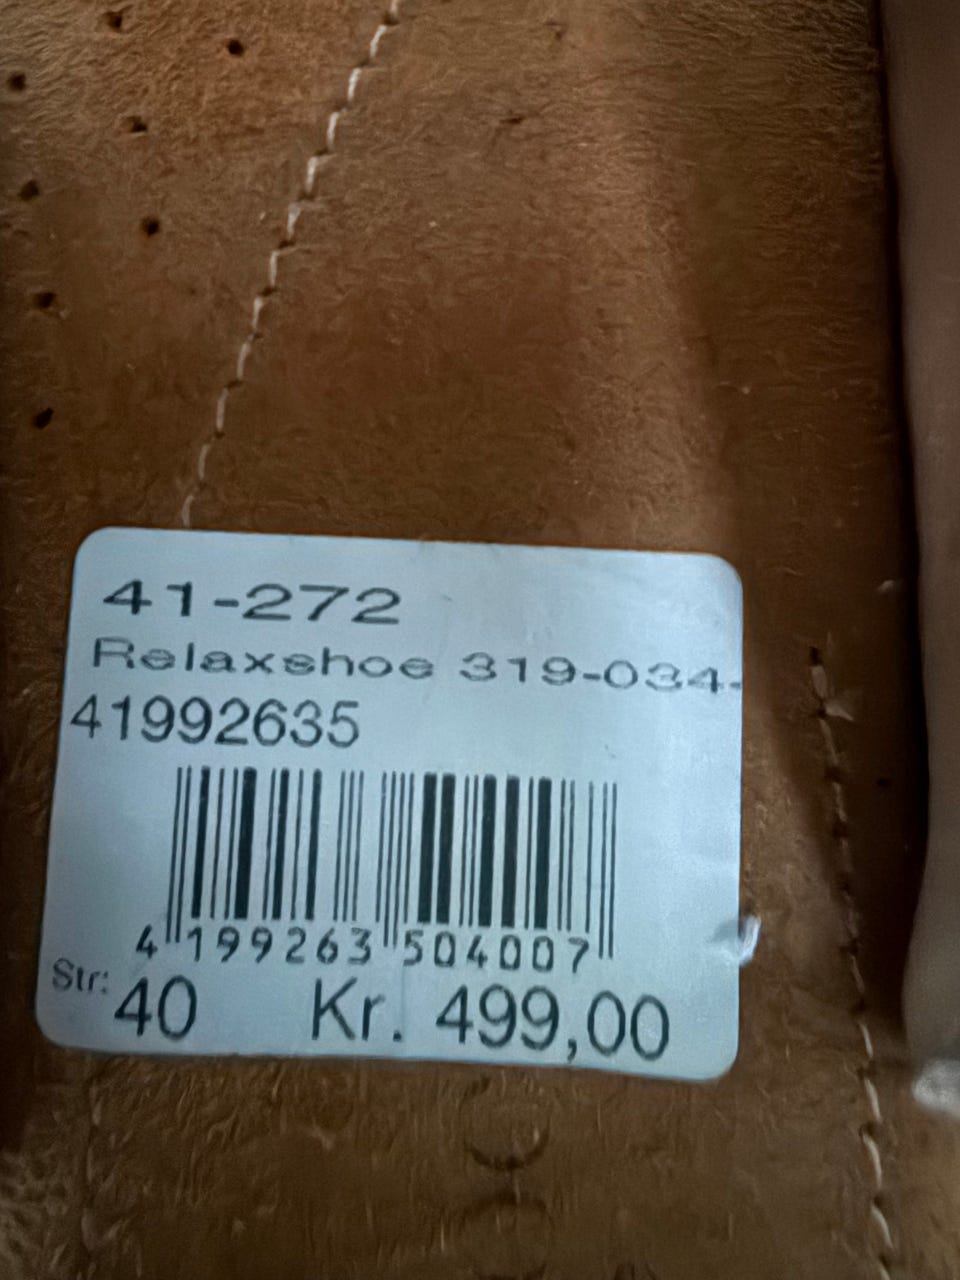 41-272
Relaxshoe 319-034-
41992635
4 199263 504007
Str: 40 Kr. 499,00